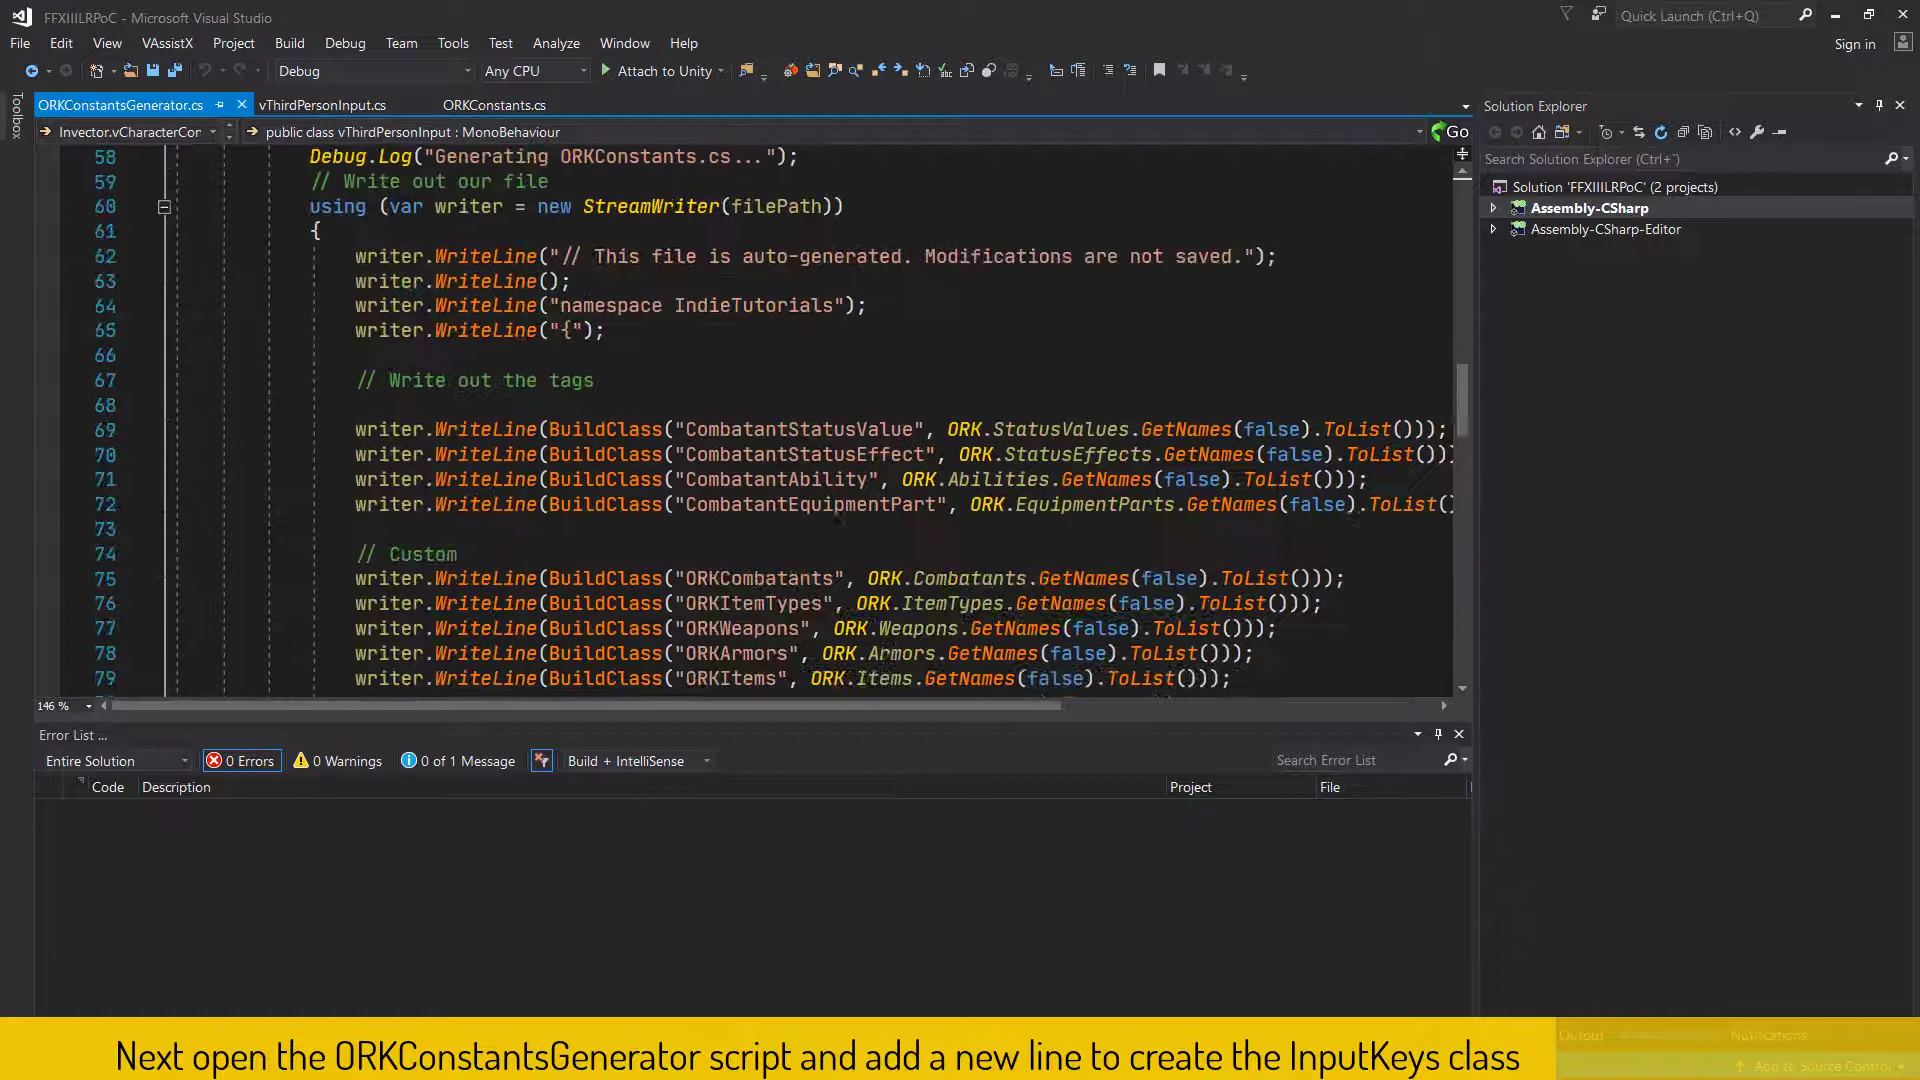 FFXIIILRPoC - Microsoft Visual Studio
Quick Launch (Ctrl+Q)
File Edit View VAssistX Project Build Debug Team Tools Test Analyze Window Help
Sign in
Debug Any CPU Attach to Unity
Toolbox
ORKConstantsGenerator.cs vThirdPersonInput.cs ORKConstants.cs
Invector.vCharacterCor public class vThirdPersonInput : MonoBehaviour Go
58 Debug.Log("Generating ORKConstants.cs...");
59 // Write out our file
60 using (var writer = new StreamWriter(filePath))
61 {
62 writer.WriteLine("// This file is auto-generated. Modifications are not saved.");
63 writer.WriteLine();
64 writer.WriteLine("namespace IndieTutorials");
65 writer.WriteLine("{");
66
67 // Write out the tags
68
69 writer.WriteLine(BuildClass("CombatantStatusValue", ORK.StatusValues.GetNames(false).ToList()));
70 writer.WriteLine(BuildClass("CombatantStatusEffect", ORK.StatusEffects.GetNames(false).ToList()))
71 writer.WriteLine(BuildClass("CombatantAbility", ORK.Abilities.GetNames(false).ToList()));
72 writer.WriteLine(BuildClass("CombatantEquipmentPart", ORK.EquipmentParts.GetNames(false).ToList()
73
74 // Custom
75 writer.WriteLine(BuildClass("ORKCombatants", ORK.Combatants.GetNames(false).ToList()));
76 writer.WriteLine(BuildClass("ORKItemTypes", ORK.ItemTypes.GetNames(false).ToList()));
77 writer.WriteLine(BuildClass("ORKWeapons", ORK.Weapons.GetNames(false).ToList()));
78 writer.WriteLine(BuildClass("ORKArmors", ORK.Armors.GetNames(false).ToList()));
79 writer.WriteLine(BuildClass("ORKItems", ORK.Items.GetNames(false).ToList()));
146 %
Solution Explorer
Search Solution Explorer (Ctrl+`)
Solution 'FFXIIILRPoC' (2 projects)
Assembly-CSharp
Assembly-CSharp-Editor
Error List ...
Entire Solution 0 Errors 0 Warnings 0 of 1 Message Build + IntelliSense Search Error List
Code Description Project File
Output Notifications
Add to Source Control
Next open the ORKConstantsGenerator script and add a new line to create the InputKeys class